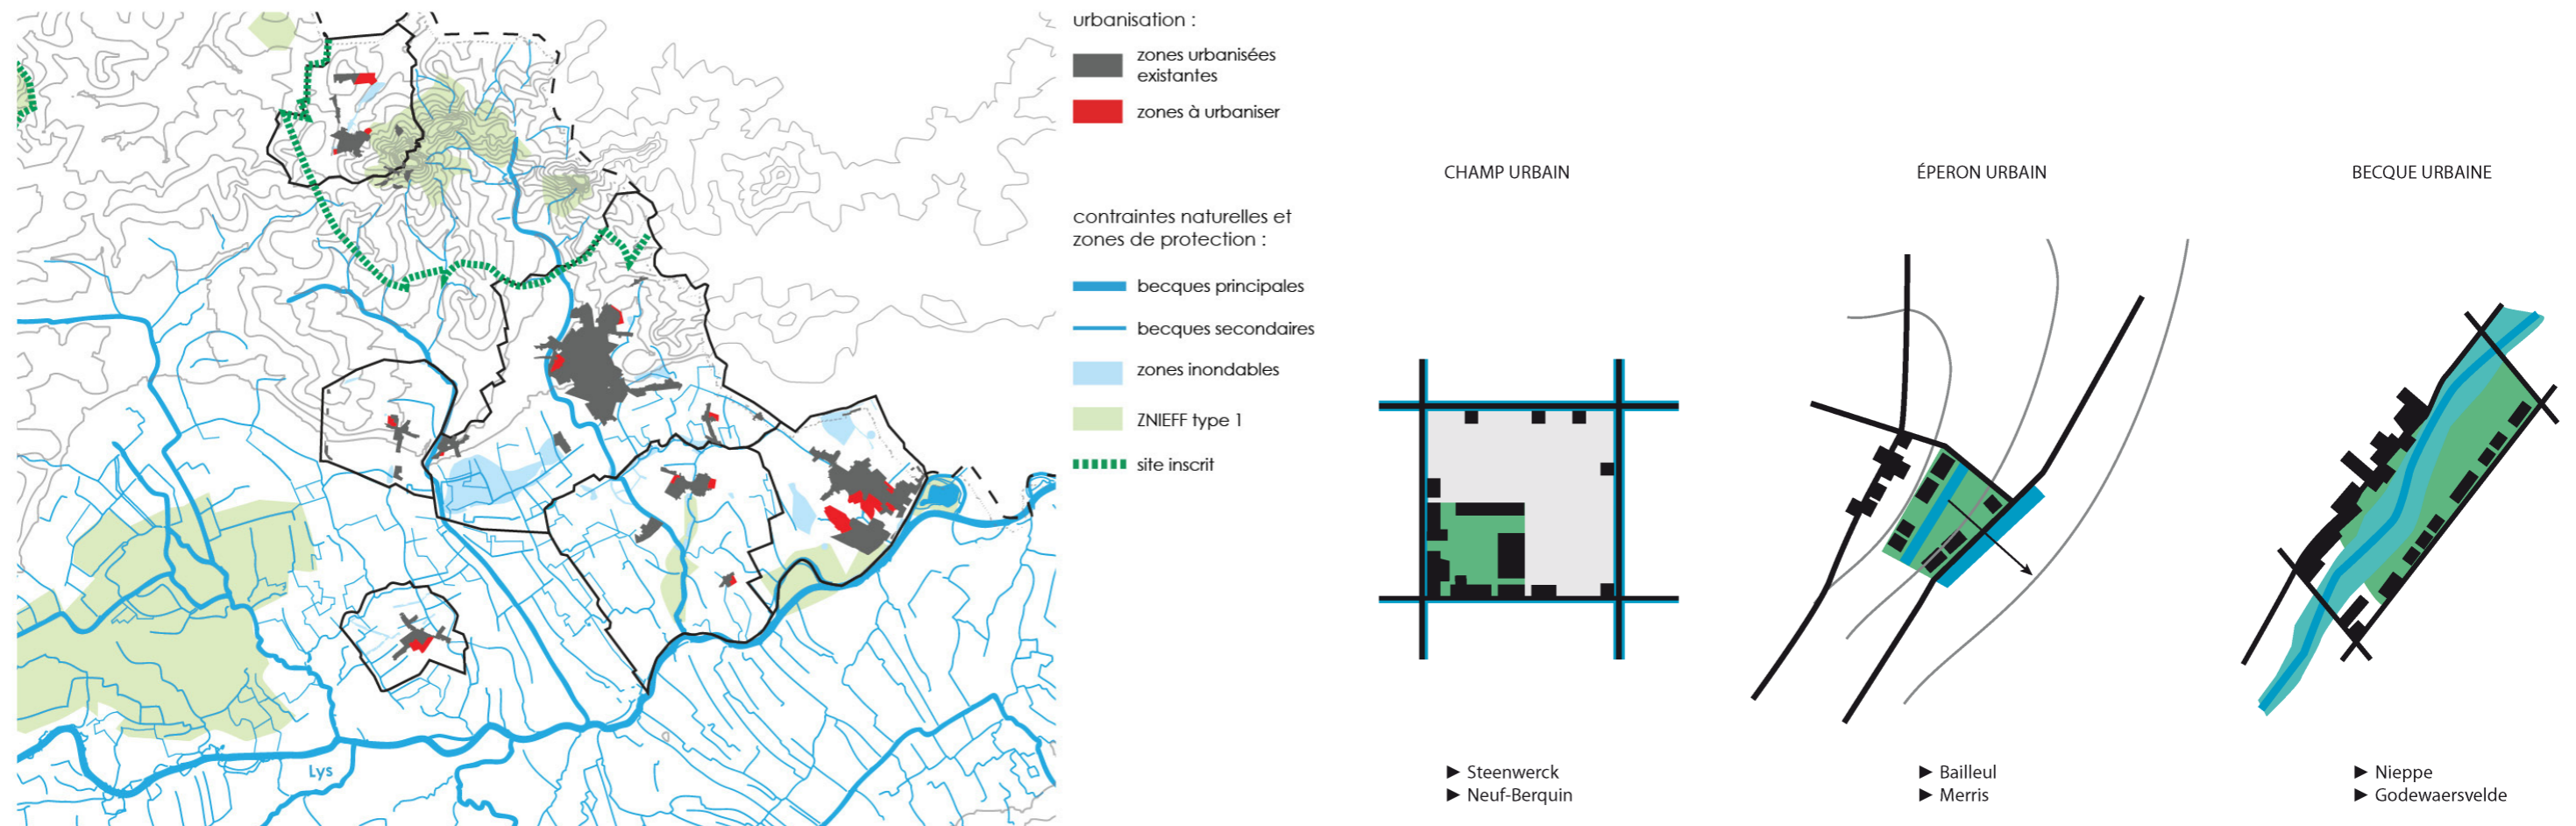 urbanisation :
zones urbanisées
existantes
zones à urbaniser
contraintes naturelles et
zones de protection :
becques principales
becques secondaires
zones inondables
ZNIEFF type 1
site inscrit
Lys
CHAMP URBAIN
► Steenwerck
► Neuf-Berquin
ÉPERON URBAIN
► Bailleul
► Merris
BECQUE URBAINE
► Nieppe
► Godewaersvelde